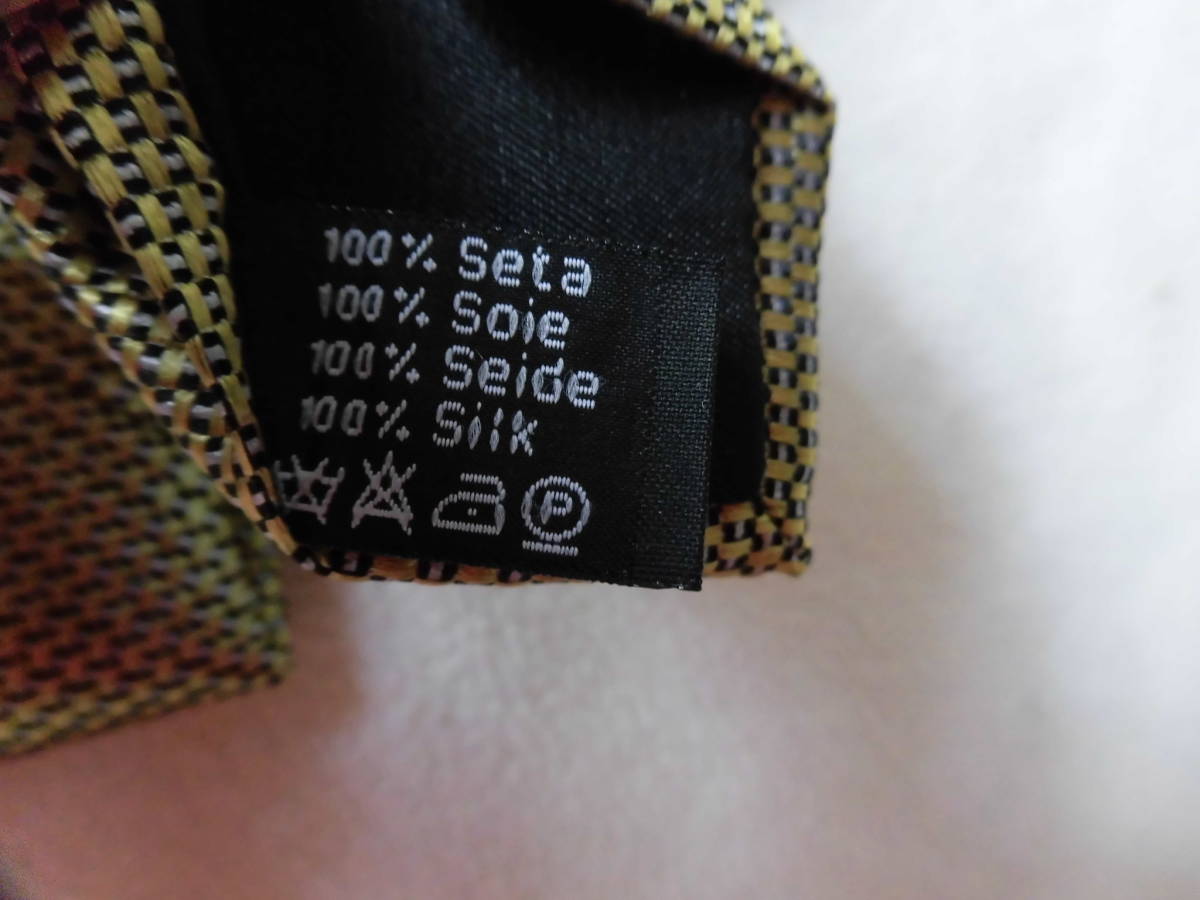 100% Seta
100% Soie
100% Seide
100% Silk
P